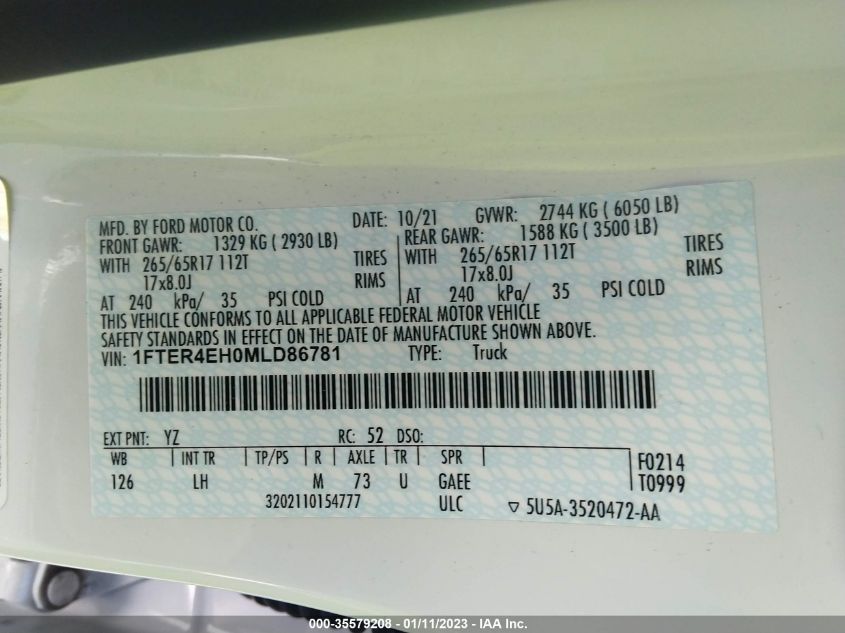 MFD. BY FORD MOTOR CO. DATE: 10/21 GVWR: 2744 KG ( 6050 LB)
FRONT GAWR: 1329 KG ( 2930 LB) REAR GAWR: 1588 KG ( 3500 LB)
WITH 265/65R17 112T TIRES WITH 265/65R17 112T TIRES
17x8.0J RIMS 17x8.0J RIMS
AT 240 kPa/ 35 PSI COLD AT 240 kPa/ 35 PSI COLD
THIS VEHICLE CONFORMS TO ALL APPLICABLE FEDERAL MOTOR VEHICLE
SAFETY STANDARDS IN EFFECT ON THE DATE OF MANUFACTURE SHOWN ABOVE.
VIN: 1FTER4EH0MLD86781 TYPE: Truck
EXT PNT: YZ RC: 52 DSO:
WB INT TR TP/PS R AXLE TR SPR F0214
126 LH M 73 U GAEE T0999
3202110154777 ULC ▽ 5U5A-3520472-AA
000-35579208 - 01/11/2023 - IAA Inc.